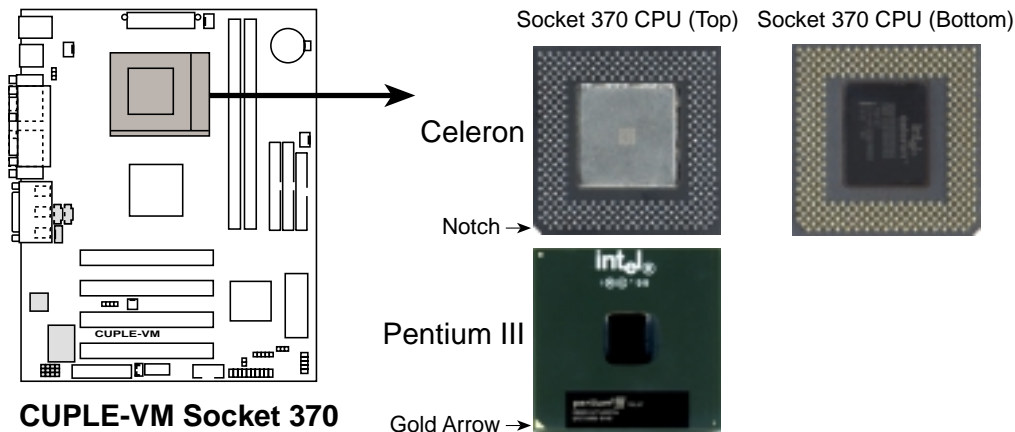 Socket 370 CPU (Top)
Socket 370 CPU (Bottom)
Celeron
Notch
intel®
Pentium III
Gold Arrow
CUPLE-VM
CUPLE-VM Socket 370